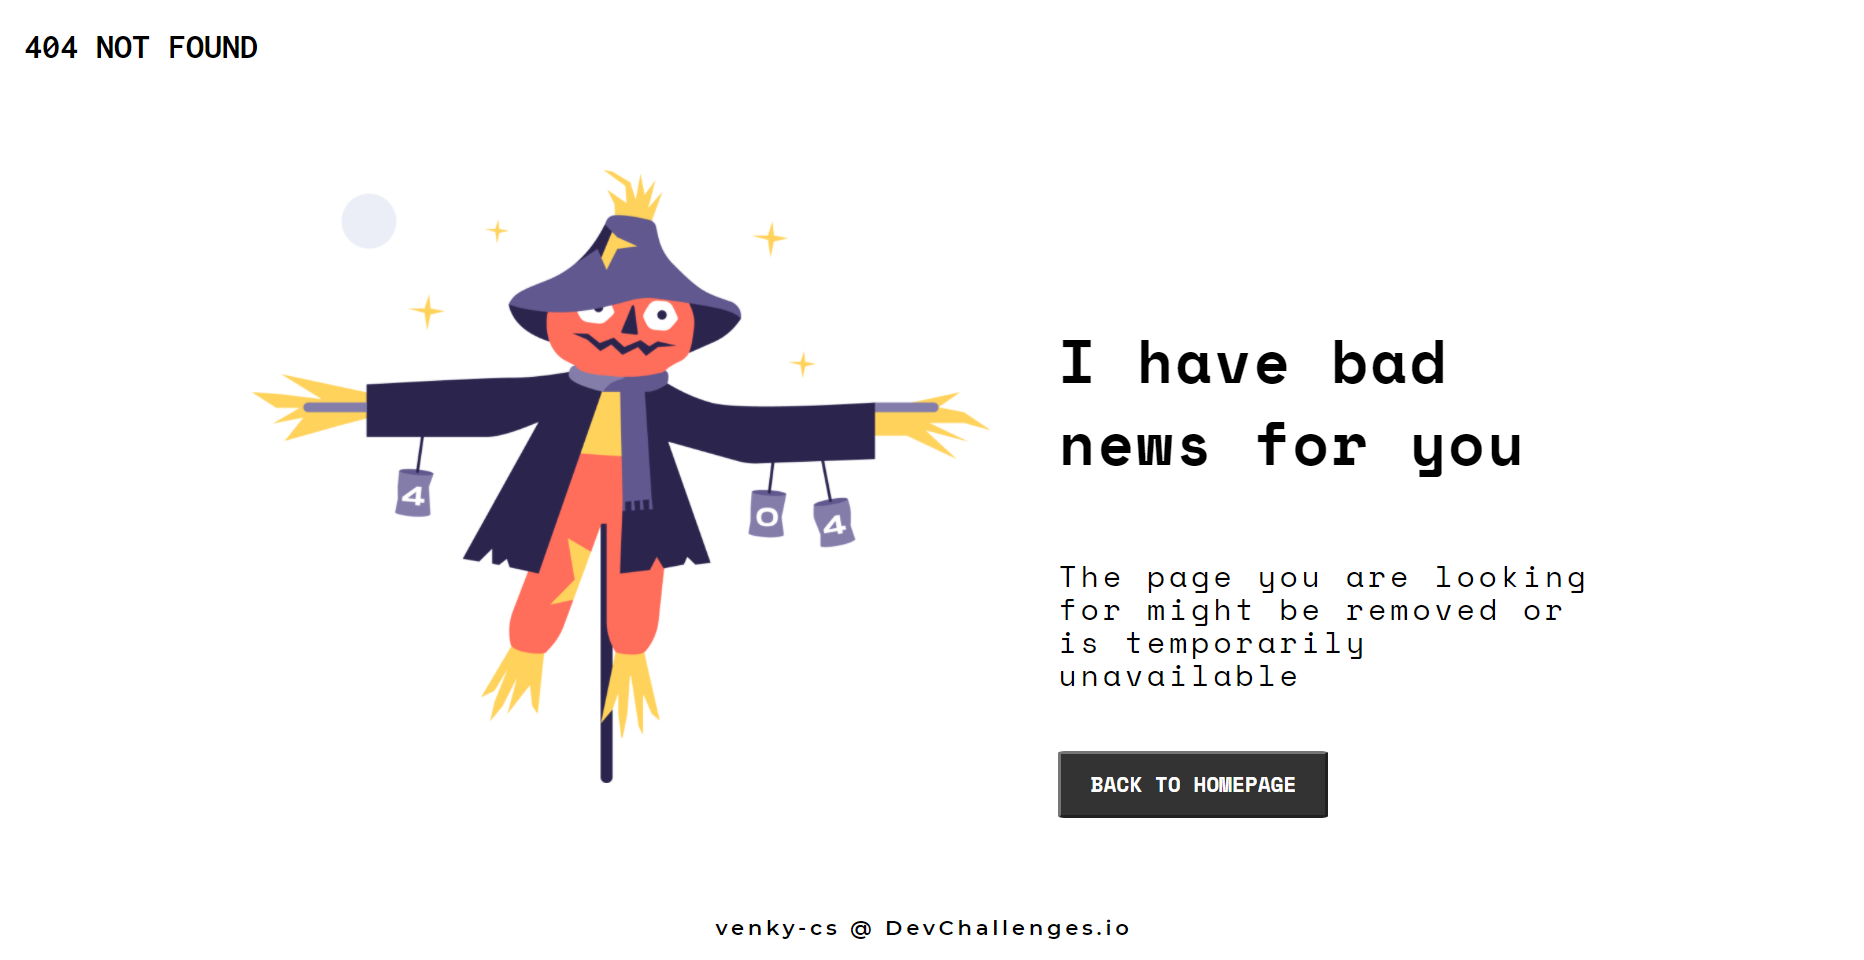 404 NOT FOUND
4
0
4
I have bad
news for you
The page you are looking
for might be removed or
is temporarily
unavailable
BACK TO HOMEPAGE
venky-cs @ DevChallenges.io